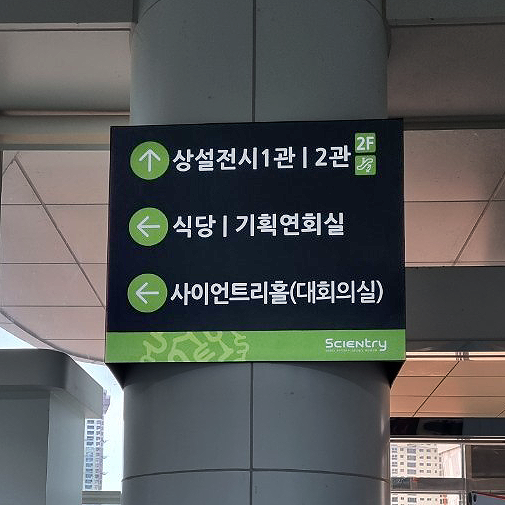 상설전시1관 | 2관 2F
식당 | 기획연회실
사이언트리홀(대회의실)
SCIENTRY